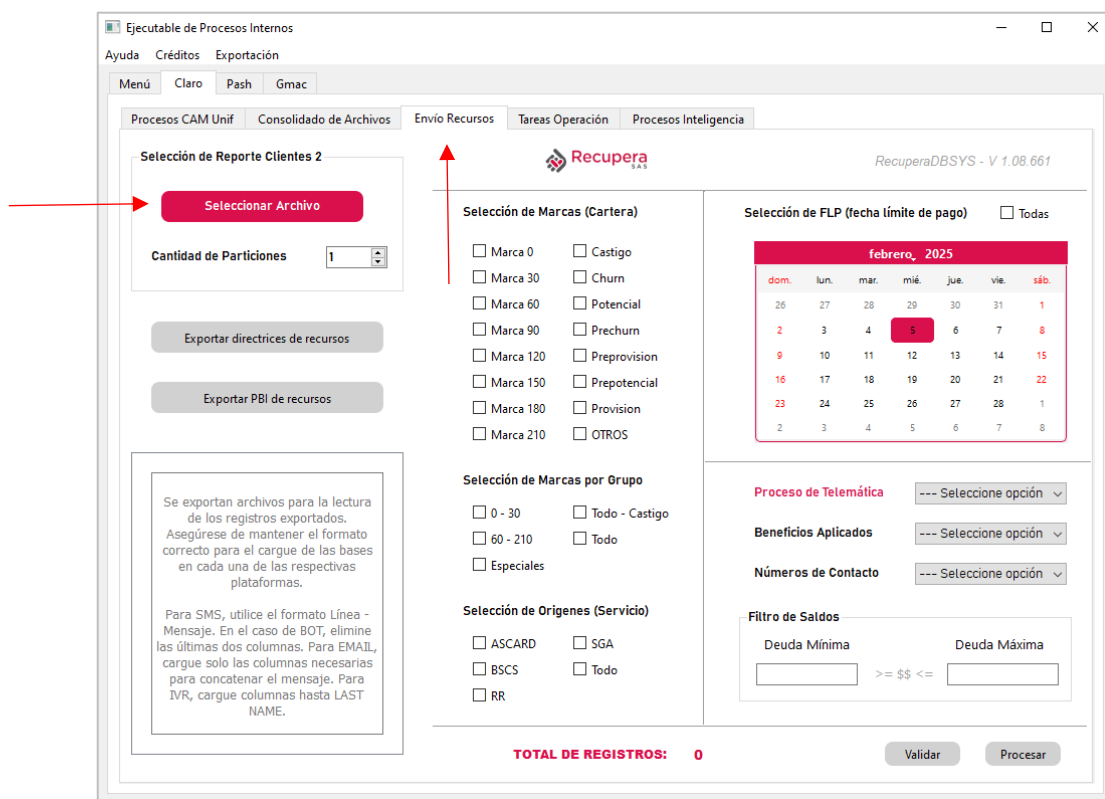 Ejecutable de Procesos Internos
Ayuda Créditos Exportación
Menú Claro Pash Gmac
Procesos CAM Unif Consolidado de Archivos Envío Recursos Tareas Operación Procesos Inteligencia
Selección de Reporte Clientes 2
Seleccionar Archivo
Cantidad de Particiones 1
Exportar directrices de recursos
Exportar PBI de recursos
Se exportan archivos para la lectura
de los registros exportados.
Asegúrese de mantener el formato
correcto para el cargue de las bases
en cada una de las respectivas
plataformas.
Para SMS, utilice el formato Línea -
Mensaje. En el caso de BOT, elimine
las últimas dos columnas. Para EMAIL,
cargue solo las columnas necesarias
para concatenar el mensaje. Para
IVR, cargue columnas hasta LAST
NAME.
Recupera
SAS
RecuperaDBSYS - V 1.08.661
Selección de Marcas (Cartera)
Marca 0 Castigo
Marca 30 Churn
Marca 60 Potencial
Marca 90 Prechurn
Marca 120 Preprovision
Marca 150 Prepotencial
Marca 180 Provision
Marca 210 OTROS
Selección de Marcas por Grupo
0 - 30 Todo - Castigo
60 - 210 Todo
Especiales
Selección de Origenes (Servicio)
ASCARD SGA
BSCS Todo
RR
Selección de FLP (fecha límite de pago) Todas
febrero, 2025
dom. lun. mar. mié. jue. vie. sáb.
26 27 28 29 30 31 1
2 3 4 5 6 7 8
9 10 11 12 13 14 15
16 17 18 19 20 21 22
23 24 25 26 27 28 1
2 3 4 5 6 7 8
Proceso de Telemática --- Seleccione opción
Beneficios Aplicados --- Seleccione opción
Números de Contacto --- Seleccione opción
Filtro de Saldos
Deuda Mínima Deuda Máxima
>= $$ <=
TOTAL DE REGISTROS: 0
Validar Procesar